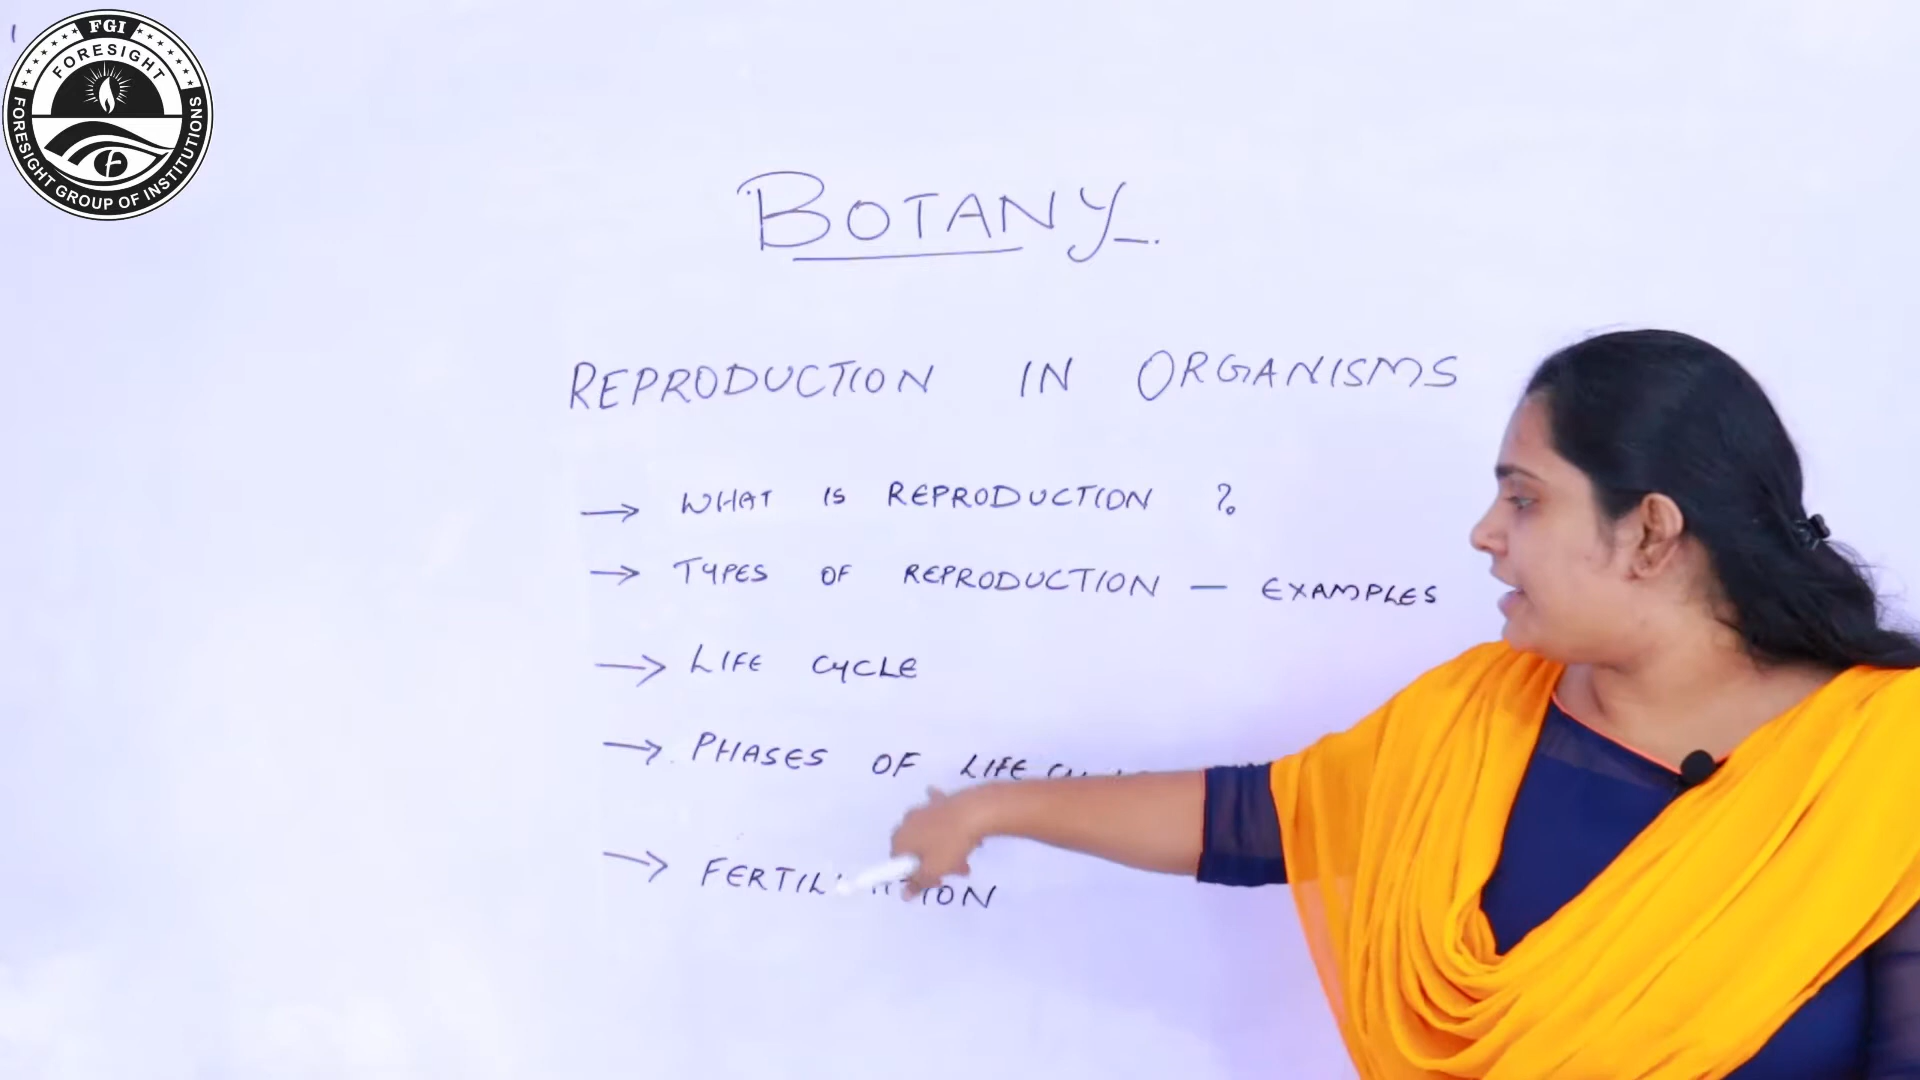 FGI
FORESIGHT
FORESIGHT GROUP OF INSTITUTIONS
BOTANY
REPRODUCTION IN ORGANISMS
→ WHAT IS REPRODUCTION ?
→ TYPES OF REPRODUCTION — EXAMPLES
→ LIFE CYCLE
→ PHASES OF LIFE
→